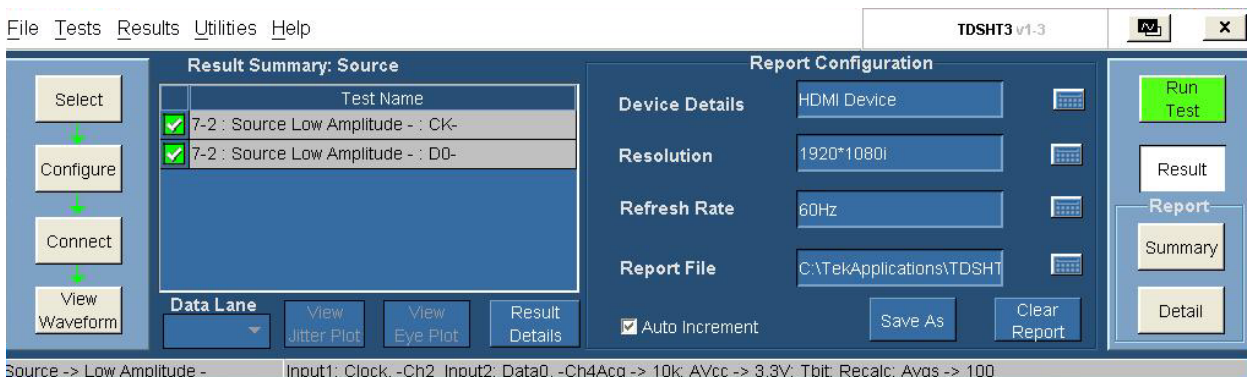 File Tests Results Utilities Help
TDSHT3 v1.3
x
Result Summary: Source
Report Configuration
Select
Configure
Connect
View
Waveform
Test Name
7-2 : Source Low Amplitude - : CK-
7-2 : Source Low Amplitude - : D0-
Data Lane
View
Jitter Plot
View
Eye Plot
Result
Details
Device Details
HDMI Device
Resolution
1920*1080i
Refresh Rate
60Hz
Report File
C:\TekApplications\TDSHT
Auto Increment
Save As
Clear
Report
Run
Test
Result
Report
Summary
Detail
Source -> Low Amplitude -
Input1: Clock, -Ch2 Input2: Data0, -Ch4Acq -> 10k; AVcc -> 3.3V; Tbit: Recalc; Avgs -> 100